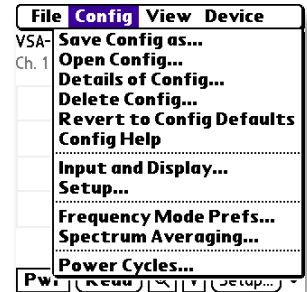 File Config View Device
VSA-
Save Config as...
Ch. 1
Open Config...
Details of Config...
Delete Config...
Revert to Config Defaults
Config Help
Input and Display...
Setup...
Frequency Mode Prefs...
Spectrum Averaging...
Power Cycles...
Pwr Read Setup...